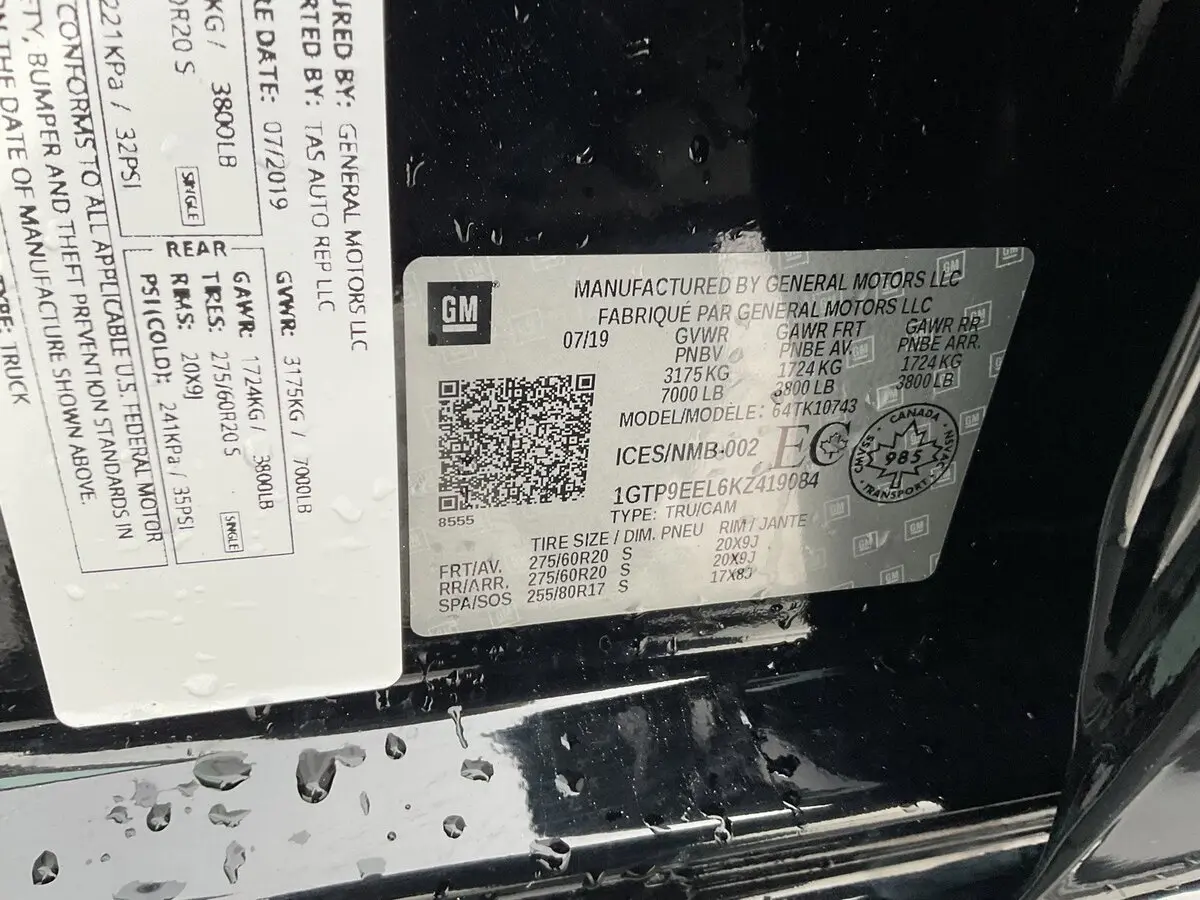 URED BY: GENERAL MOTORS LLC
RTED BY: TAS AUTO REP LLC
RE DATE: 07/2019
GVWR: 3175KG / 7000LB
KG / 3800LB
0R20 S
SINGLE
221KPa / 32PSI
REAR
GAWR: 1724KG / 3800LB
TIRES: 275/60R20 S
RIMS: 20X9J
SINGLE
PSI(COLD): 241KPa / 35PSI
CONFORMS TO ALL APPLICABLE U.S. FEDERAL MOTOR
ETY, BUMPER AND THEFT PREVENTION STANDARDS IN
N THE DATE OF MANUFACTURE SHOWN ABOVE.
TYPE: TRUCK
GM
MANUFACTURED BY GENERAL MOTORS LLC
FABRIQUÉ PAR GENERAL MOTORS LLC
07/19 GVWR GAWR FRT GAWR RR
PNBV PNBE AV. PNBE ARR.
3175 KG 1724 KG 1724 KG
7000 LB 3800 LB 3800 LB
MODEL/MODÈLE: 64TK10743
ICES/NMB-002 EC
CANADA
CMVSS 985 NSVAC
TRANSPORT
1GTP9EEL6KZ419084
TYPE: TRU/CAM
8555
TIRE SIZE / DIM. PNEU RIM / JANTE
FRT/AV. 275/60R20 S 20X9J
RR/ARR. 275/60R20 S 20X9J
SPA/SOS 255/80R17 S 17X8J